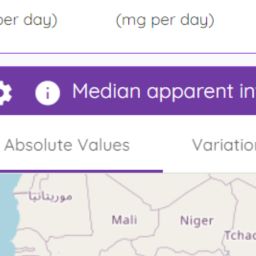 per day) (mg per day)
Median apparent in
Absolute Values Variation
موريتانيا
Mali Niger
Tchad